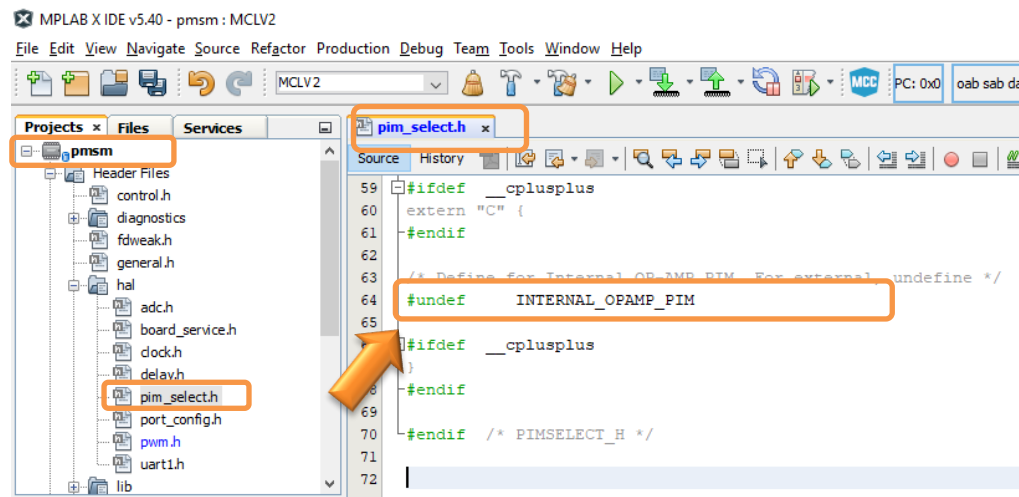 MPLAB X IDE v5.40 - pmsm : MCLV2
File Edit View Navigate Source Refactor Production Debug Team Tools Window Help
MCLV2
MCC
PC: 0x0
oab sab da
Projects x Files Services
pim_select.h x
pmsm
Source History
Header Files
control.h
diagnostics
fdweak.h
general.h
hal
adc.h
board_service.h
clock.h
delay.h
pim_select.h
port_config.h
pwm.h
uart1.h
lib
59 #ifdef __cplusplus
60 extern "C" {
61 #endif
62
63 /* Define for Internal OP-AMP PIM. For external, undefine */
64 #undef INTERNAL_OPAMP_PIM
65
#ifdef __cplusplus
}
8 #endif
69
70 #endif /* PIMSELECT_H */
71
72